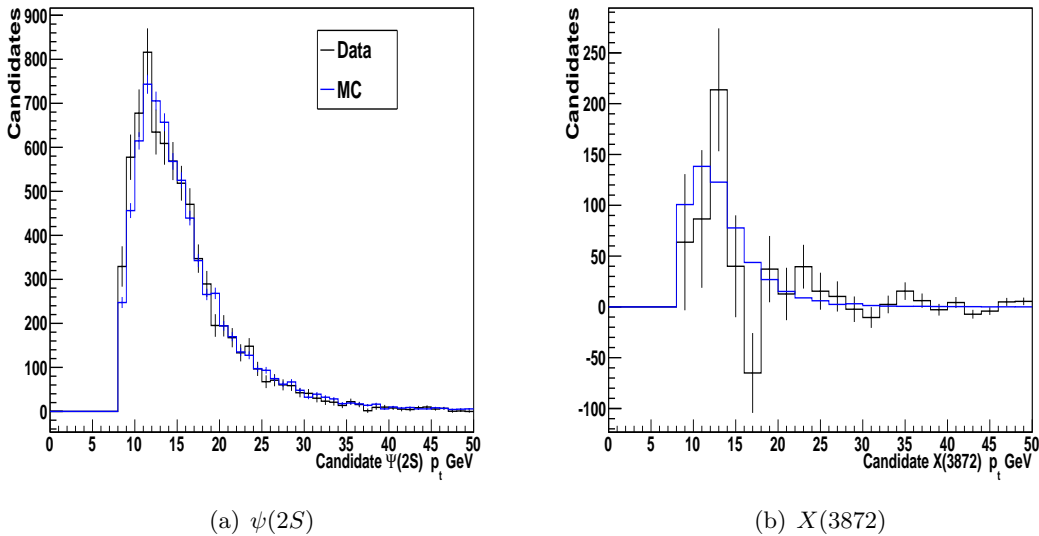 Candidates
900
800
700
600
500
400
300
200
100
0
Data
MC
0 5 10 15 20 25 30 35 40 45 50
Candidate Ψ(2S) p_t GeV
(a) ψ(2S)
Candidates
250
200
150
100
50
0
-50
-100
0 5 10 15 20 25 30 35 40 45 50
Candidate X(3872) p_t GeV
(b) X(3872)